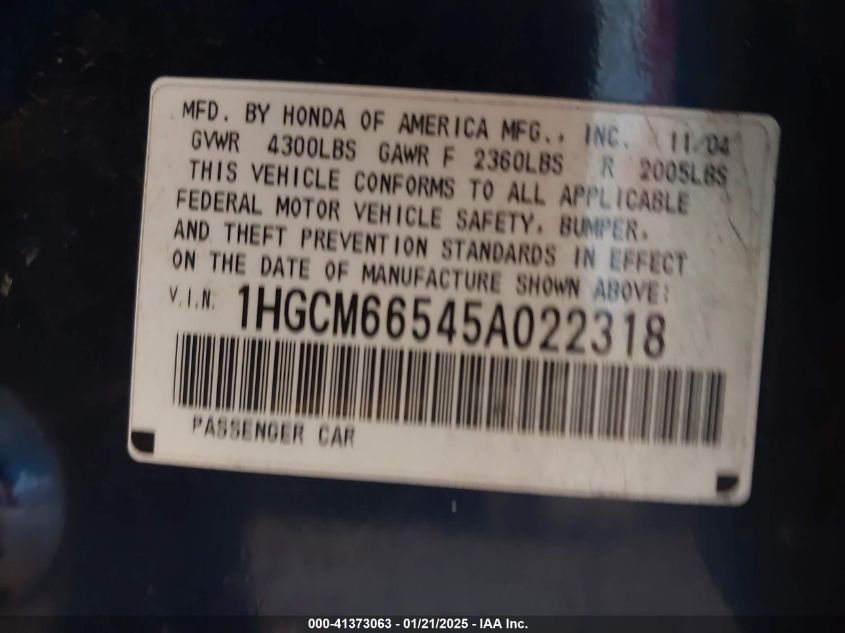 MFD. BY HONDA OF AMERICA MFG., INC. 11/04
GVWR 4300LBS GAWR F 2360LBS R 2005LBS
THIS VEHICLE CONFORMS TO ALL APPLICABLE
FEDERAL MOTOR VEHICLE SAFETY, BUMPER,
AND THEFT PREVENTION STANDARDS IN EFFECT
ON THE DATE OF MANUFACTURE SHOWN ABOVE:
V.I.N. 1HGCM66545A022318
PASSENGER CAR
000-41373063 - 01/21/2025 - IAA Inc.